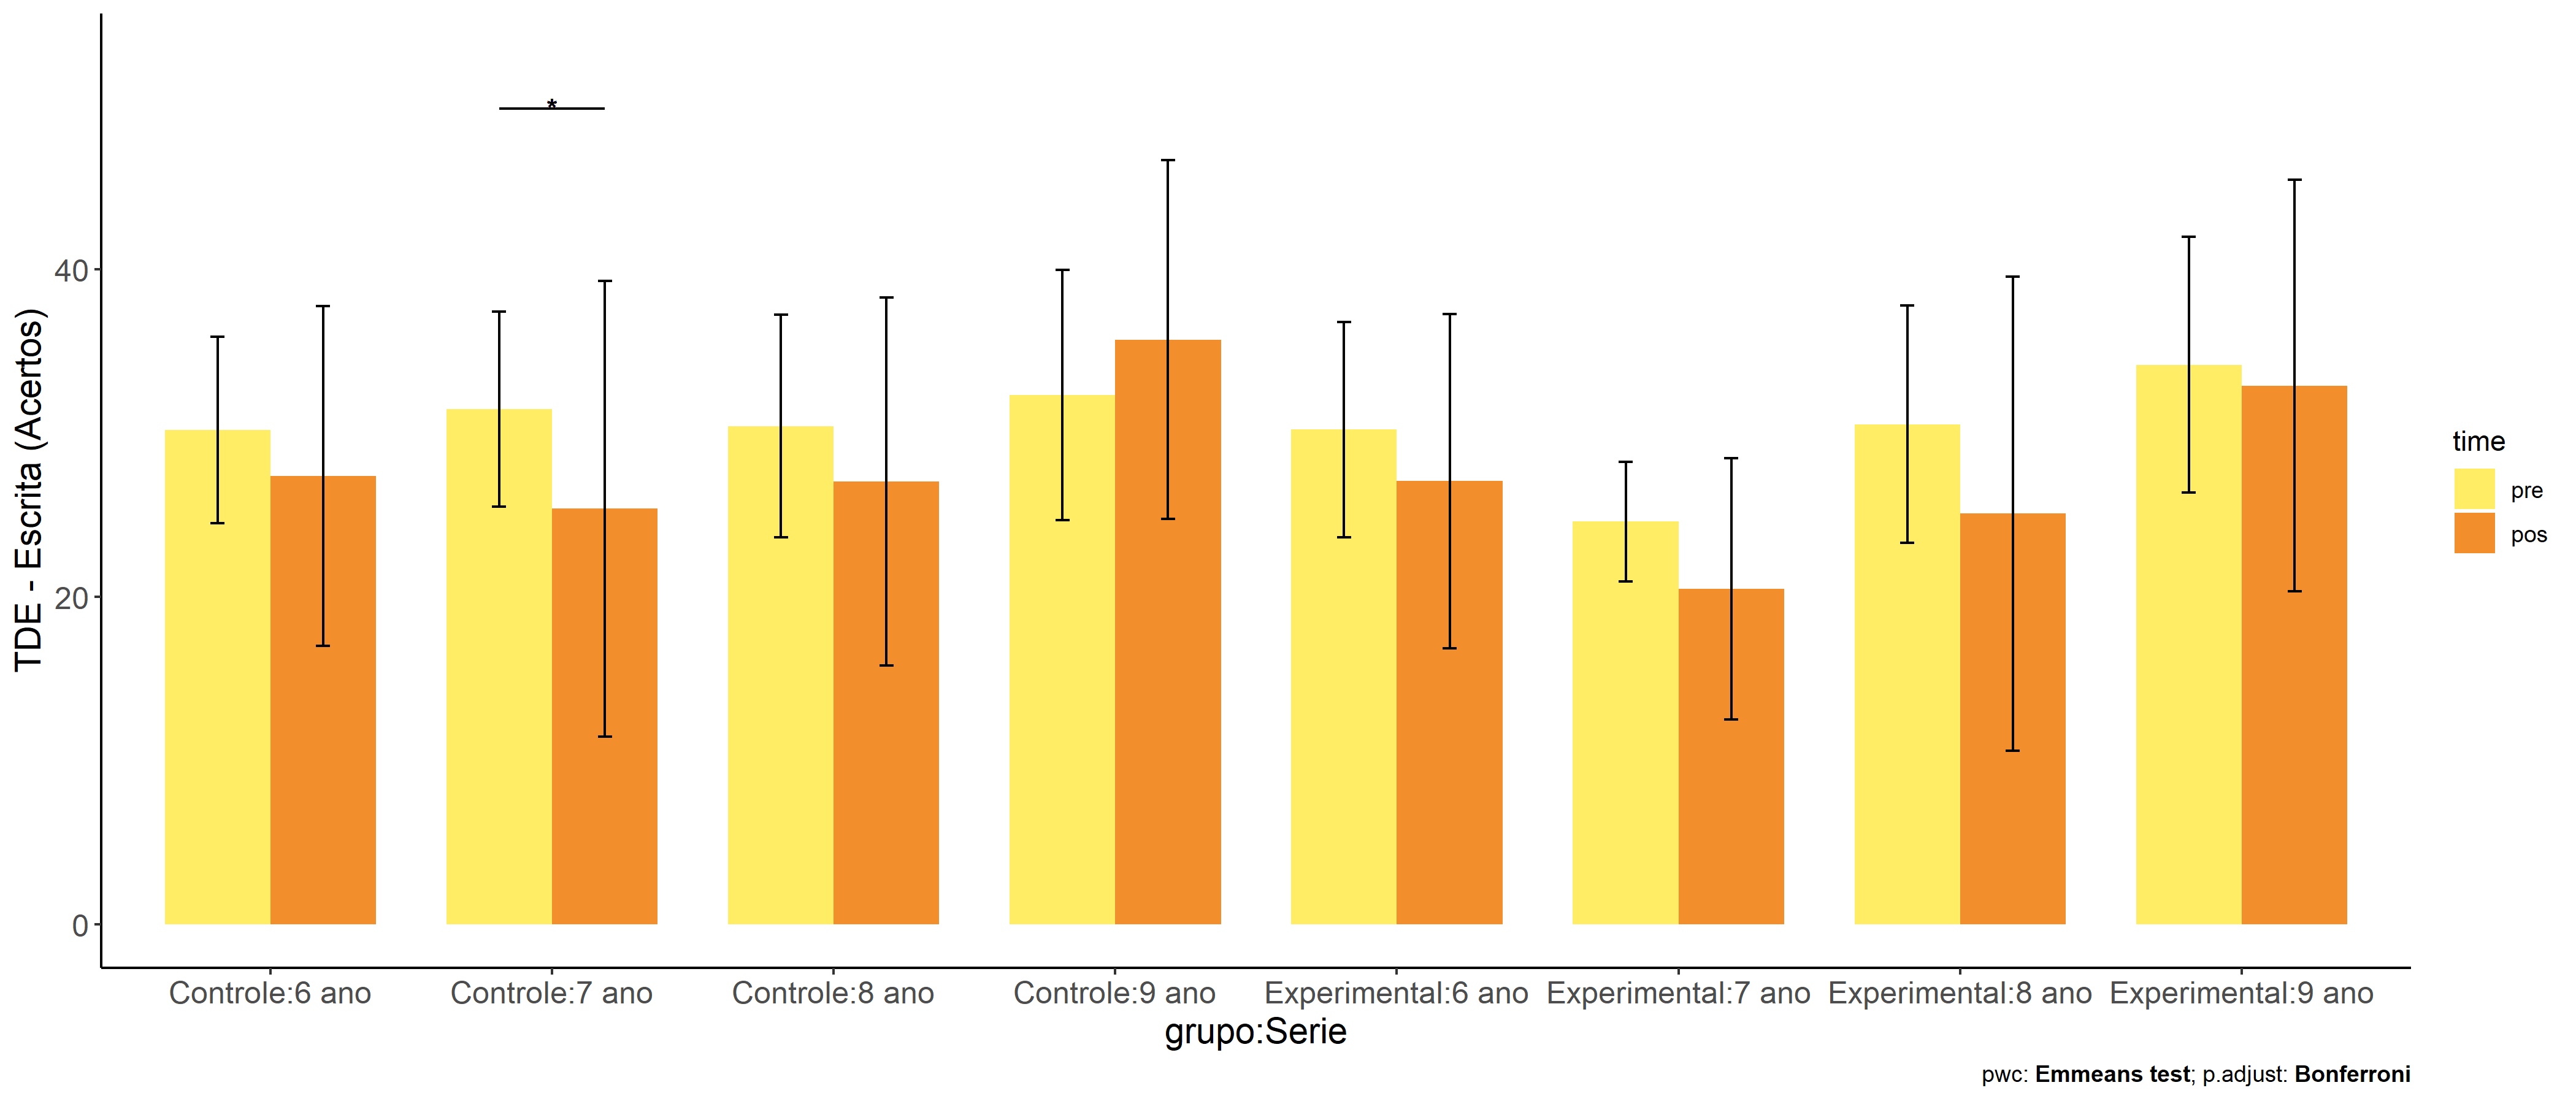 *
TDE - Escrita (Acertos)
40
20
0
Controle:6 ano
Controle:7 ano
Controle:8 ano
Controle:9 ano
Experimental:6 ano
Experimental:7 ano
Experimental:8 ano
Experimental:9 ano
grupo:Serie
time
pre
pos
pwc: Emmeans test; p.adjust: Bonferroni